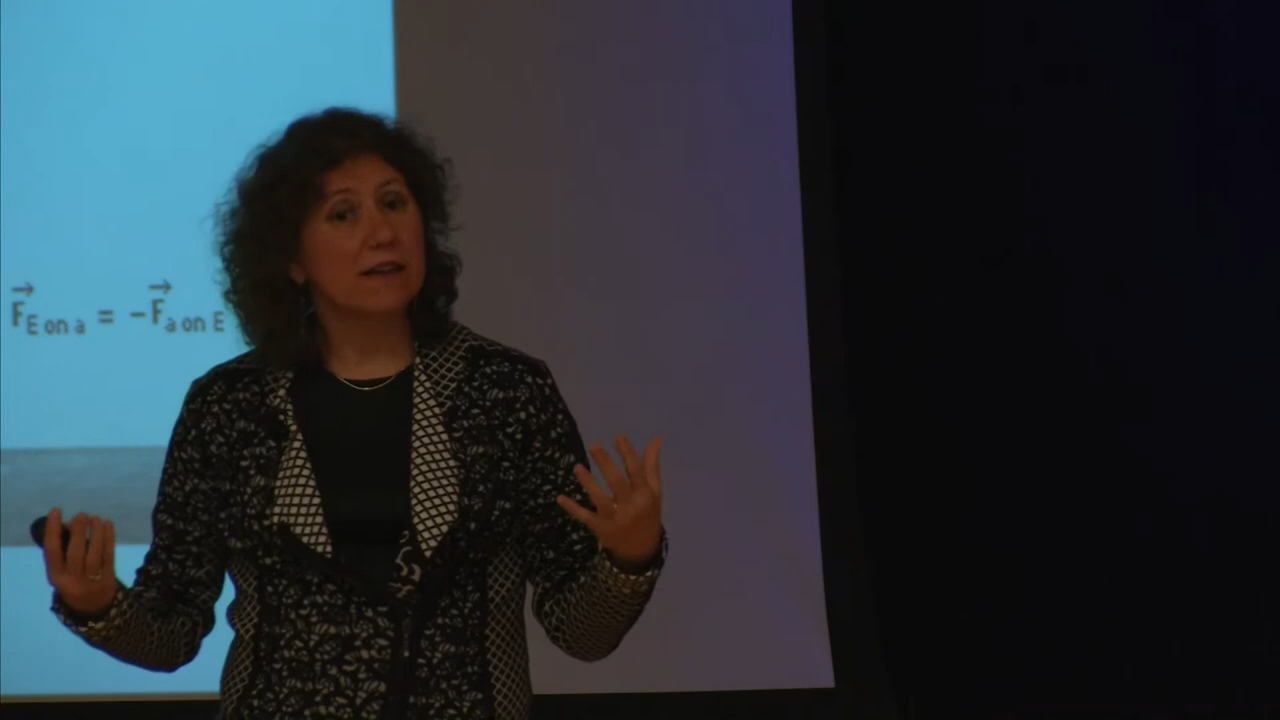 F⃗E on a = -F⃗a on E